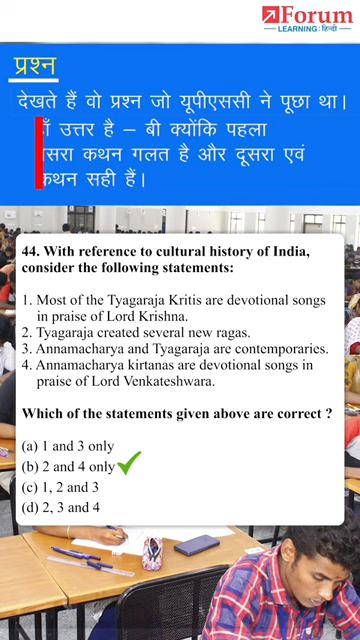 Forum
LEARNING : हिन्दी
प्रश्न
देखते हैं वो प्रश्न जो यूपीएससी ने पूछा था।
उत्तर है – बी क्योंकि पहला
कथन गलत है और दूसरा एवं
सही हैं।
44. With reference to cultural history of India,
consider the following statements:
1. Most of the Tyagaraja Kritis are devotional songs
in praise of Lord Krishna.
2. Tyagaraja created several new ragas.
3. Annamacharya and Tyagaraja are contemporaries.
4. Annamacharya kirtanas are devotional songs in
praise of Lord Venkateshwara.
Which of the statements given above are correct ?
(a) 1 and 3 only
(b) 2 and 4 only
(c) 1, 2 and 3
(d) 2, 3 and 4